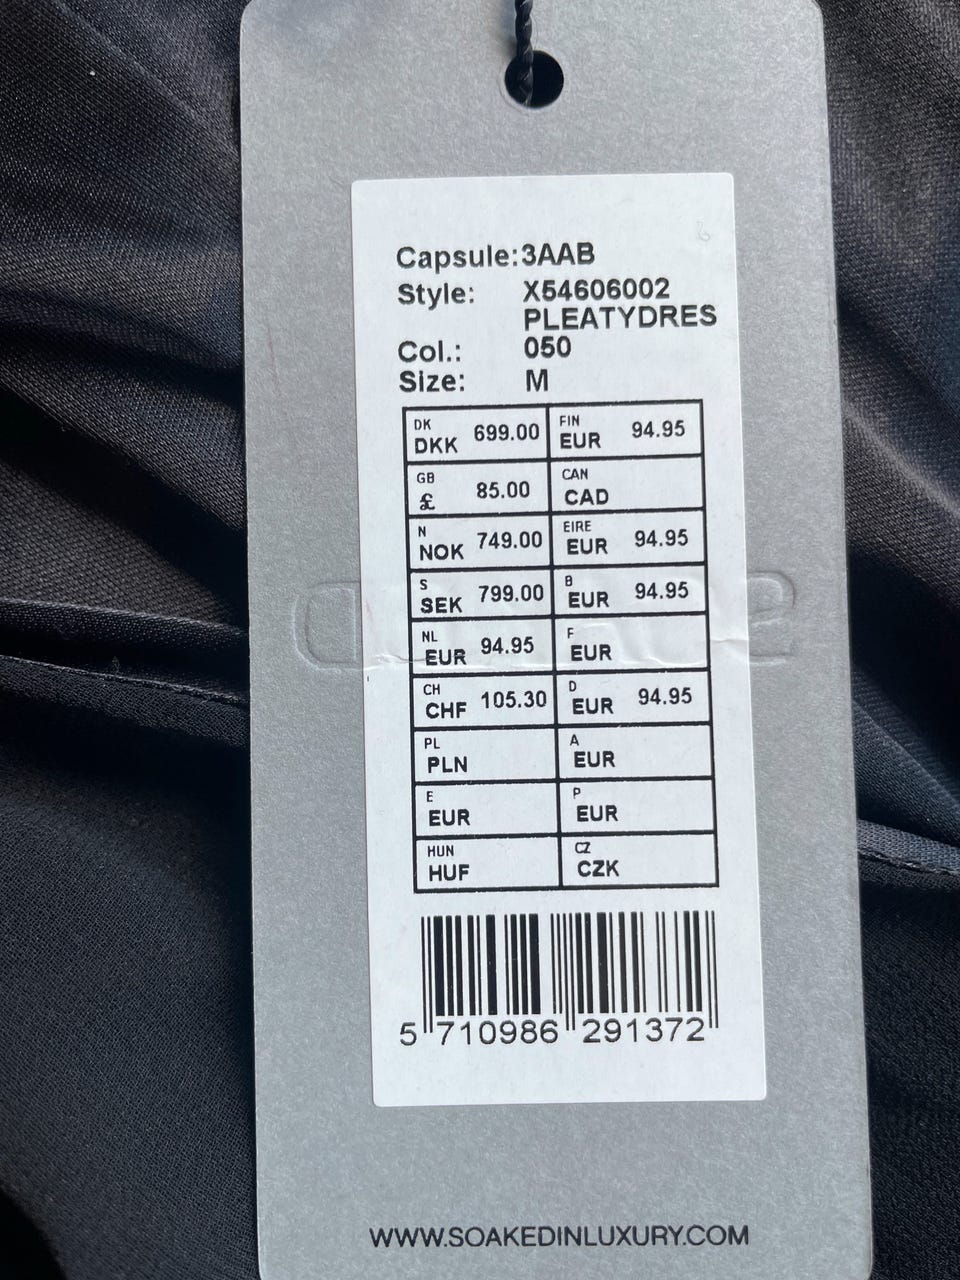 Capsule:3AAB
Style: X54606002
PLEATYDRES
Col.: 050
Size: M
DK DKK 699.00 FIN EUR 94.95
GB £ 85.00 CAN CAD
N NOK 749.00 EIRE EUR 94.95
S SEK 799.00 B EUR 94.95
NL EUR 94.95 F EUR
CH CHF 105.30 D EUR 94.95
PL PLN A EUR
E EUR P EUR
HUN HUF CZ CZK
5 710986 291372
WWW.SOAKEDINLUXURY.COM